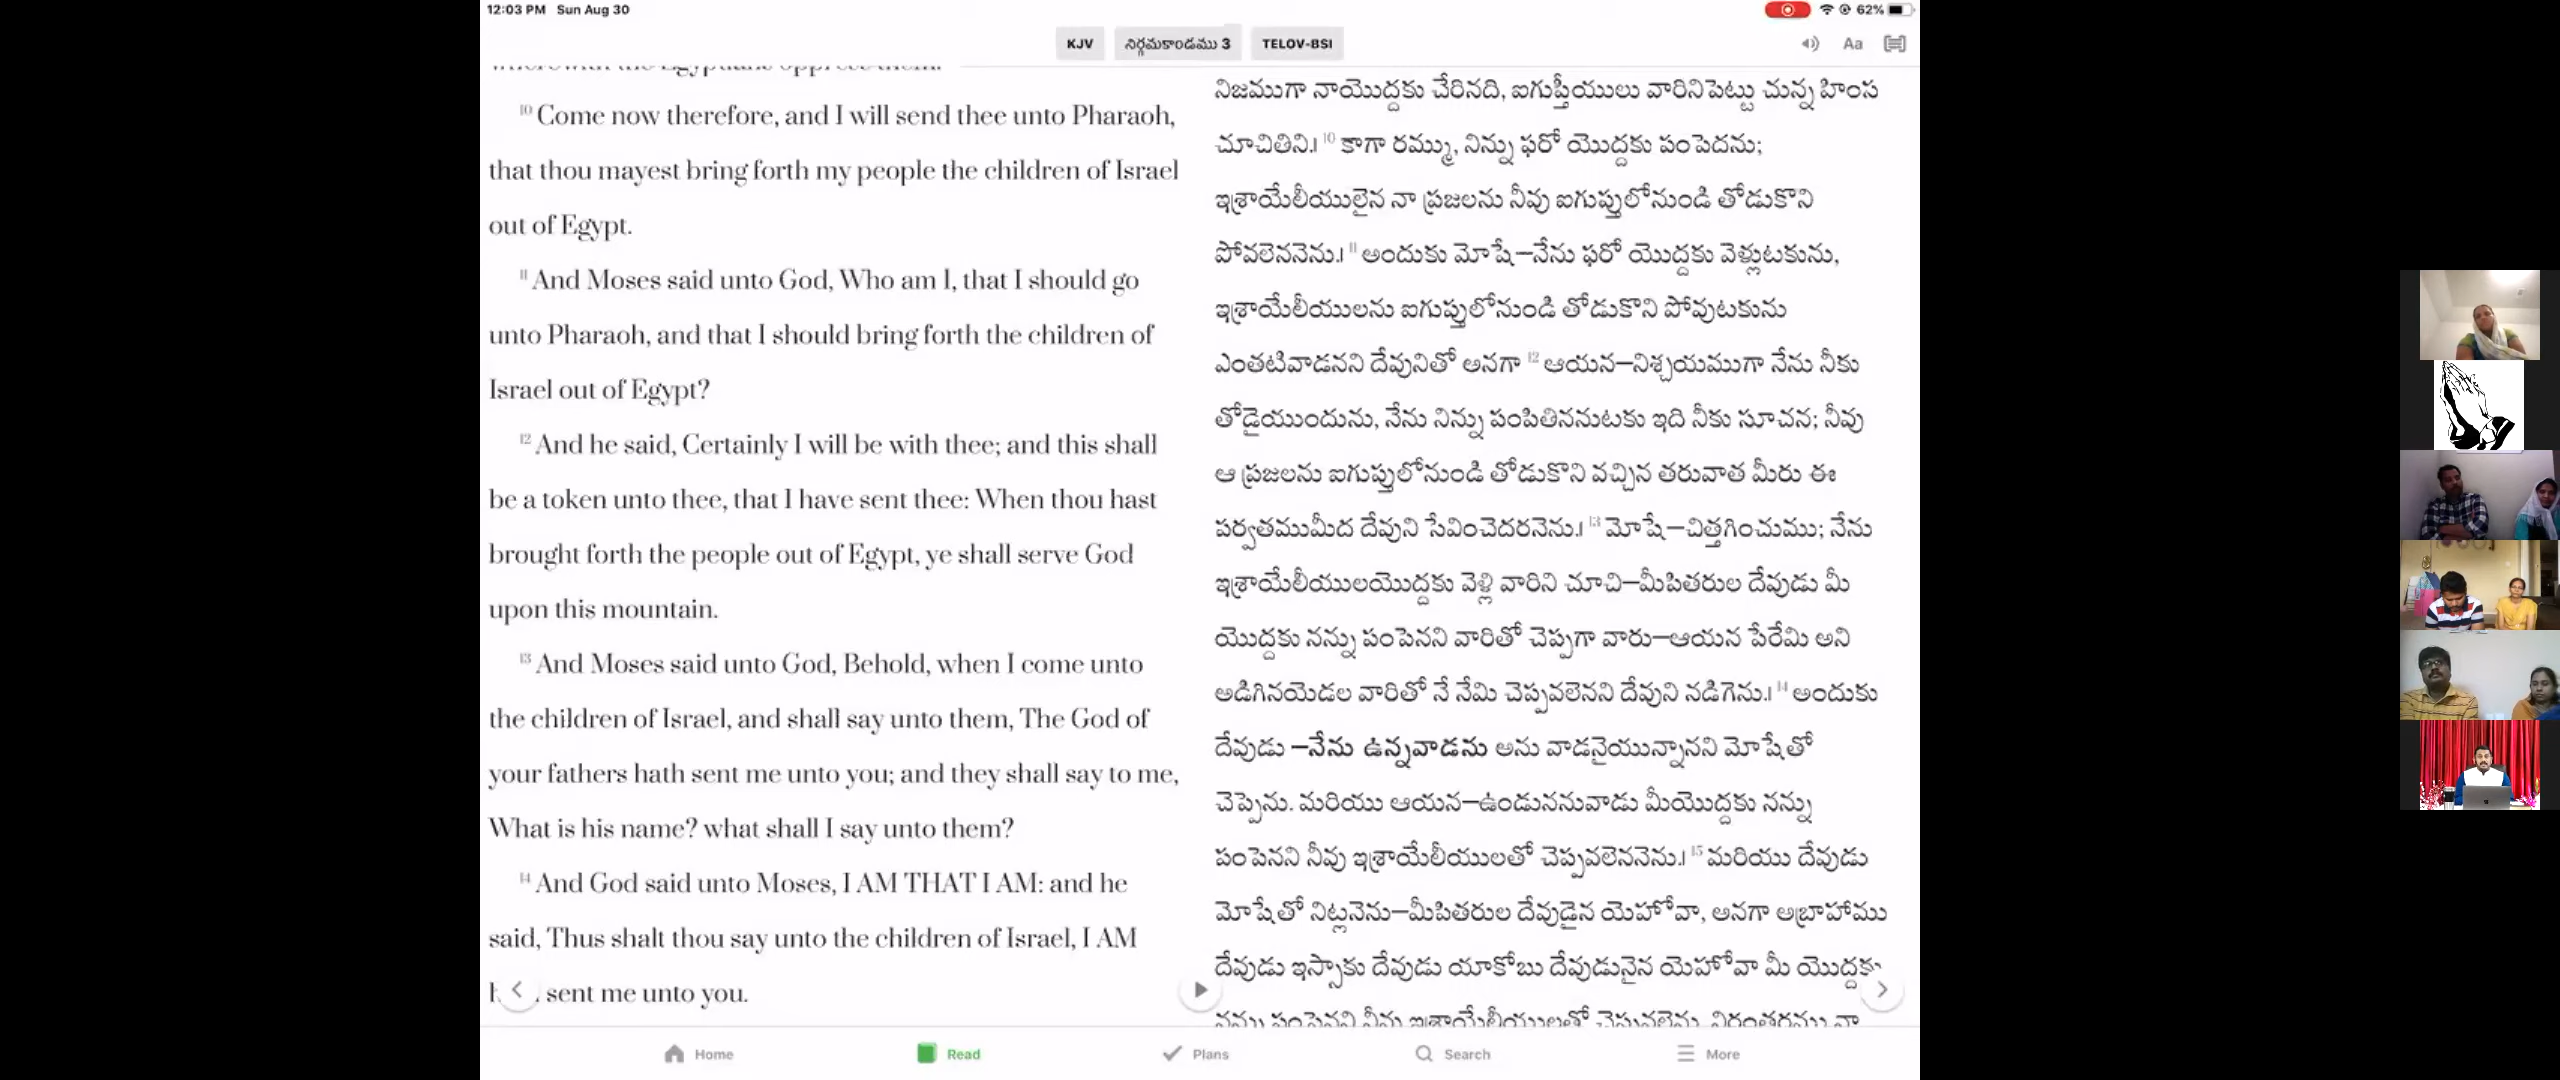 12:03 PM Sun Aug 30
62%
KJV నిర్గమకాండము 3 TELOV-BSI
Aa
wherewith the Egyptians oppress them.
10 Come now therefore, and I will send thee unto Pharaoh,
that thou mayest bring forth my people the children of Israel
out of Egypt.
11 And Moses said unto God, Who am I, that I should go
unto Pharaoh, and that I should bring forth the children of
Israel out of Egypt?
12 And he said, Certainly I will be with thee; and this shall
be a token unto thee, that I have sent thee: When thou hast
brought forth the people out of Egypt, ye shall serve God
upon this mountain.
13 And Moses said unto God, Behold, when I come unto
the children of Israel, and shall say unto them, The God of
your fathers hath sent me unto you; and they shall say to me,
What is his name? what shall I say unto them?
14 And God said unto Moses, I AM THAT I AM: and he
said, Thus shalt thou say unto the children of Israel, I AM
sent me unto you.
నిజముగా నాయొద్దకు చేరినది, ఐగుప్తీయులు వారినిపెట్టు చున్న హింస
చూచితిని.| 10 కాగా రమ్ము, నిన్ను ఫరో యొద్దకు పంపెదను;
ఇశ్రాయేలీయులైన నా ప్రజలను నీవు ఐగుప్తులోనుండి తోడుకొని
పోవలెననెను.| 11 అందుకు మోషే—నేను ఫరో యొద్దకు వెళ్లుటకును,
ఇశ్రాయేలీయులను ఐగుప్తులోనుండి తోడుకొని పోవుటకును
ఎంతటివాడనని దేవునితో అనగా 12 ఆయన—నిశ్చయముగా నేను నీకు
తోడైయుందును, నేను నిన్ను పంపితిననుటకు ఇది నీకు సూచన; నీవు
ఆ ప్రజలను ఐగుప్తులోనుండి తోడుకొని వచ్చిన తరువాత మీరు ఈ
పర్వతముమీద దేవుని సేవించెదరనెను.| 13 మోషే—చిత్తగించుము; నేను
ఇశ్రాయేలీయులయొద్దకు వెళ్లి వారిని చూచి—మీపితరుల దేవుడు మీ
యొద్దకు నన్ను పంపెనని వారితో చెప్పగా వారు—ఆయన పేరేమి అని
అడిగినయెడల వారితో నే నేమి చెప్పవలెనని దేవుని నడిగెను.| 14 అందుకు
దేవుడు —నేను ఉన్నవాడను అను వాడనైయున్నానని మోషేతో
చెప్పెను. మరియు ఆయన—ఉండుననువాడు మీయొద్దకు నన్ను
పంపెనని నీవు ఇశ్రాయేలీయులతో చెప్పవలెననెను.| 15 మరియు దేవుడు
మోషేతో నిట్లనెను—మీపితరుల దేవుడైన యెహోవా, అనగా అబ్రాహాము
దేవుడు ఇస్సాకు దేవుడు యాకోబు దేవుడునైన యెహోవా మీ యొద్దకు
నన్ను పంపెనని నీవు ఇశ్రాయేలీయులతో చెప్పవలెను. నిరంతరము నా
Home Read Plans Search More